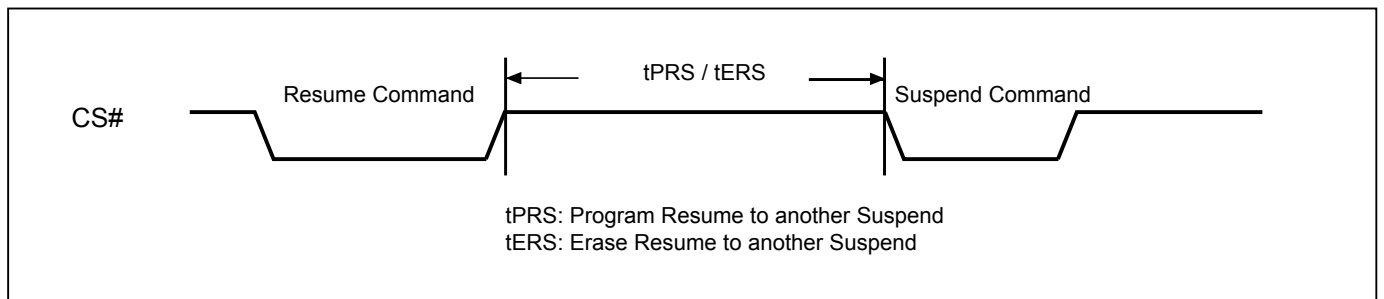 tPRS / tERS
Resume Command
Suspend Command
CS#
tPRS: Program Resume to another Suspend
tERS: Erase Resume to another Suspend